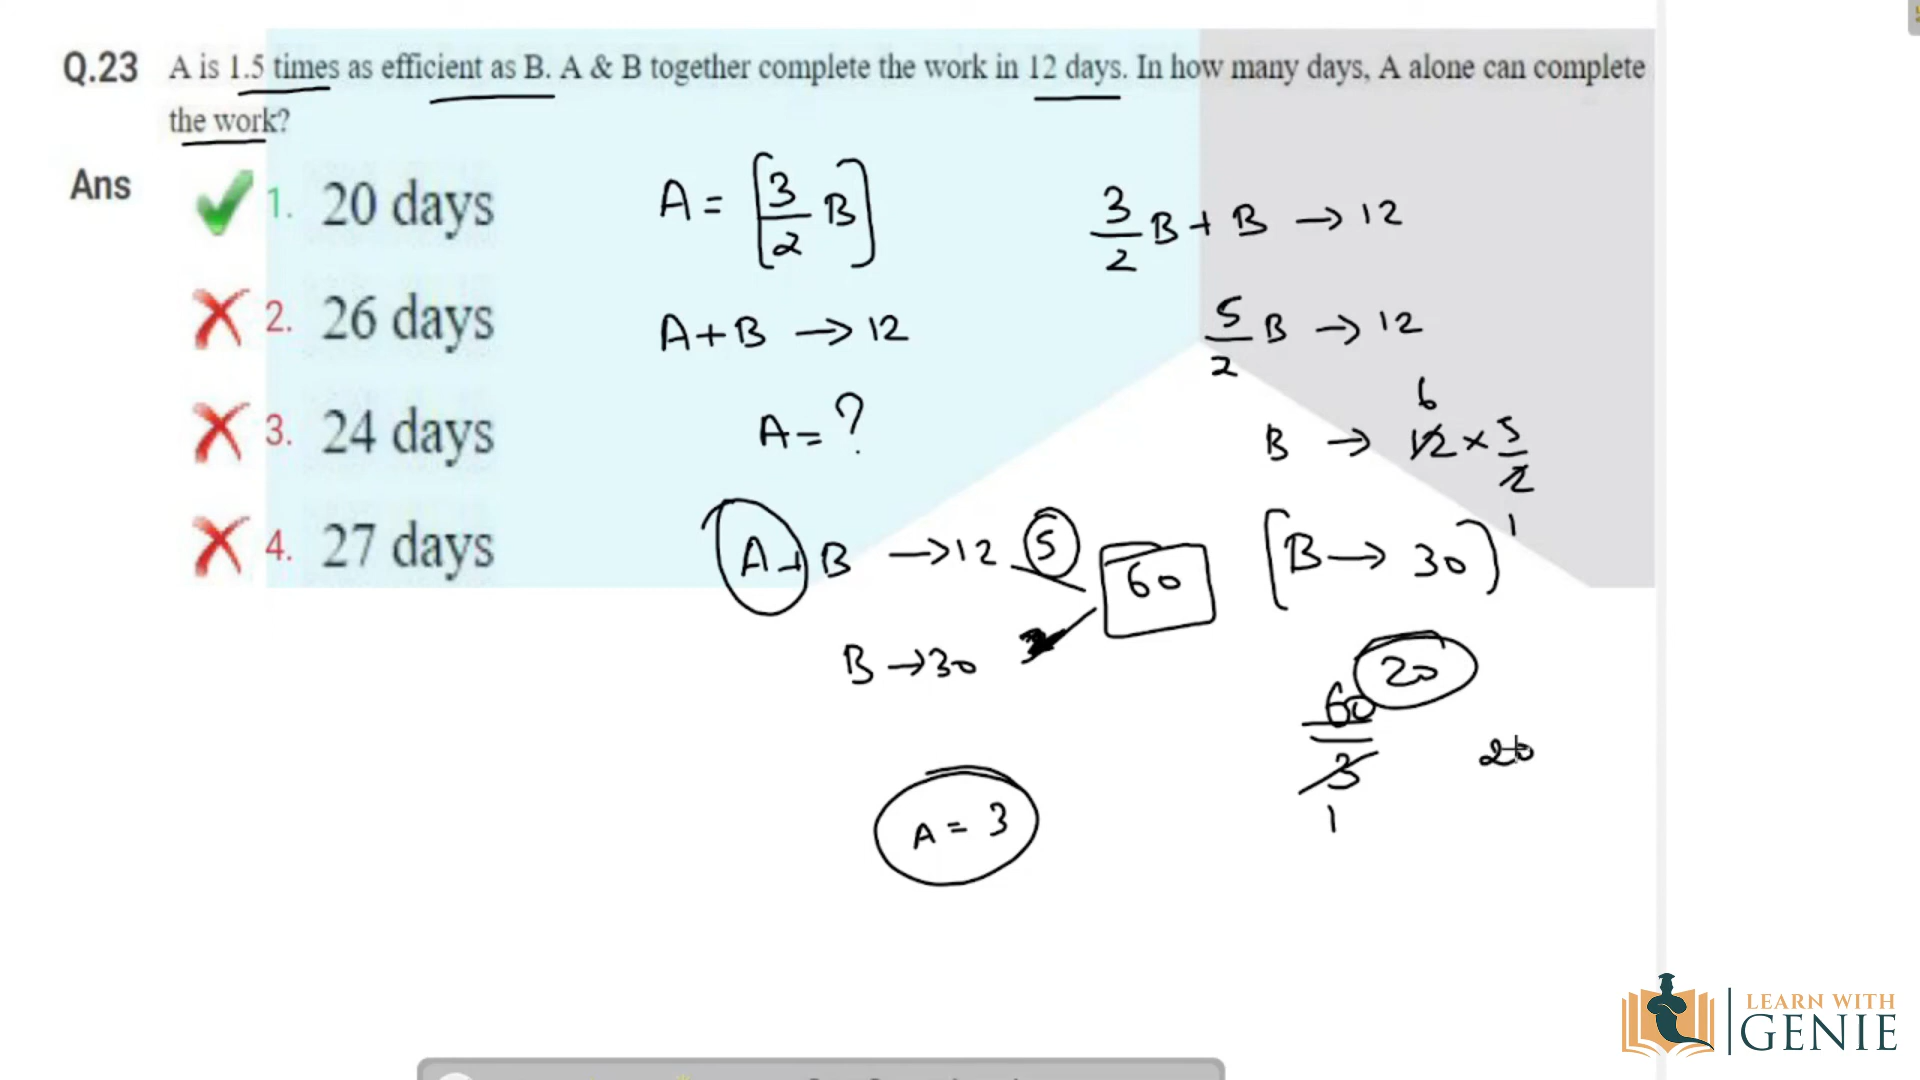 Q.23 A is 1.5 times as efficient as B. A & B together complete the work in 12 days. In how many days, A alone can complete
the work?
Ans
1. 20 days
2. 26 days
3. 24 days
4. 27 days
A = [3/2 B]
A+B → 12
A = ?
A+B → 12 5
60
B → 30
A = 3
3/2 B + B → 12
5/2 B → 12
6
B → 12 × 5/2
1
[B → 30)
20
60/3
1
20
LEARN WITH
GENIE